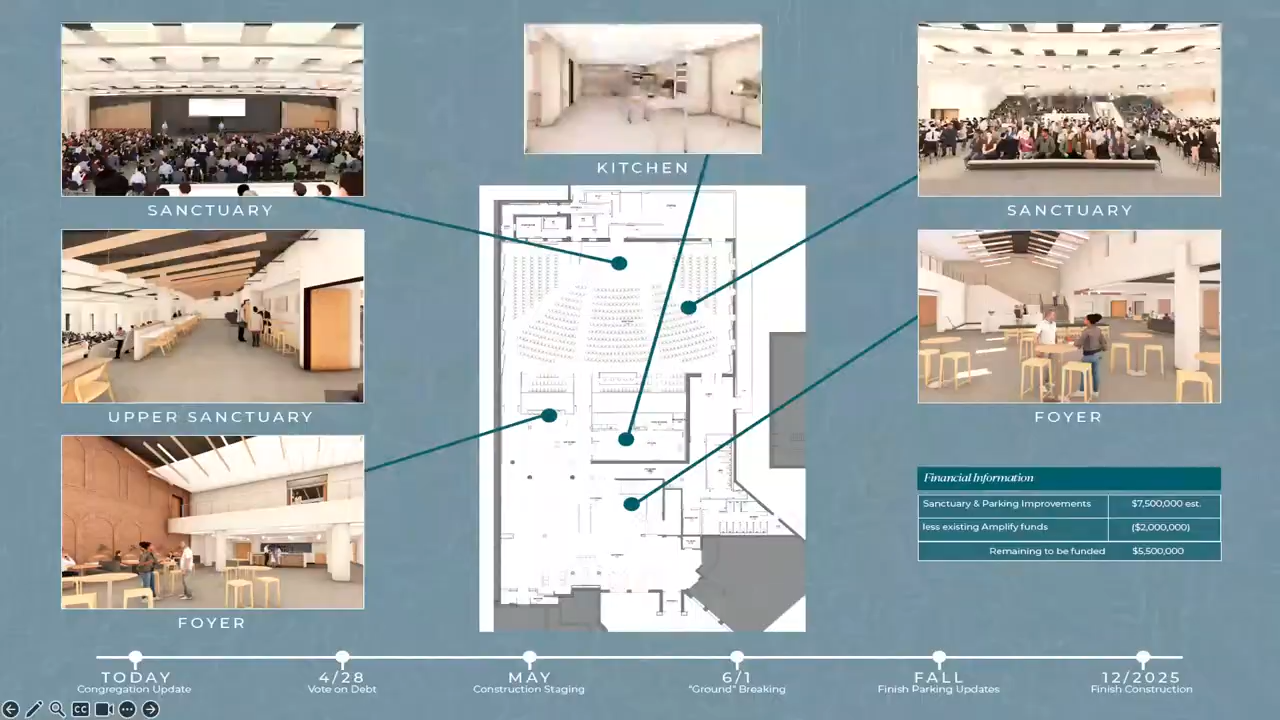 KITCHEN
SANCTUARY
SANCTUARY
UPPER SANCTUARY
FOYER
FOYER
Financial Information
Sanctuary & Parking Improvements $7,500,000 est.
less existing Amplify funds ($2,000,000)
Remaining to be funded $5,500,000
TODAY
Congregation Update
4/28
Vote on Debt
MAY
Construction Staging
6/1
"Ground" Breaking
FALL
Finish Parking Updates
12/2025
Finish Construction
CC